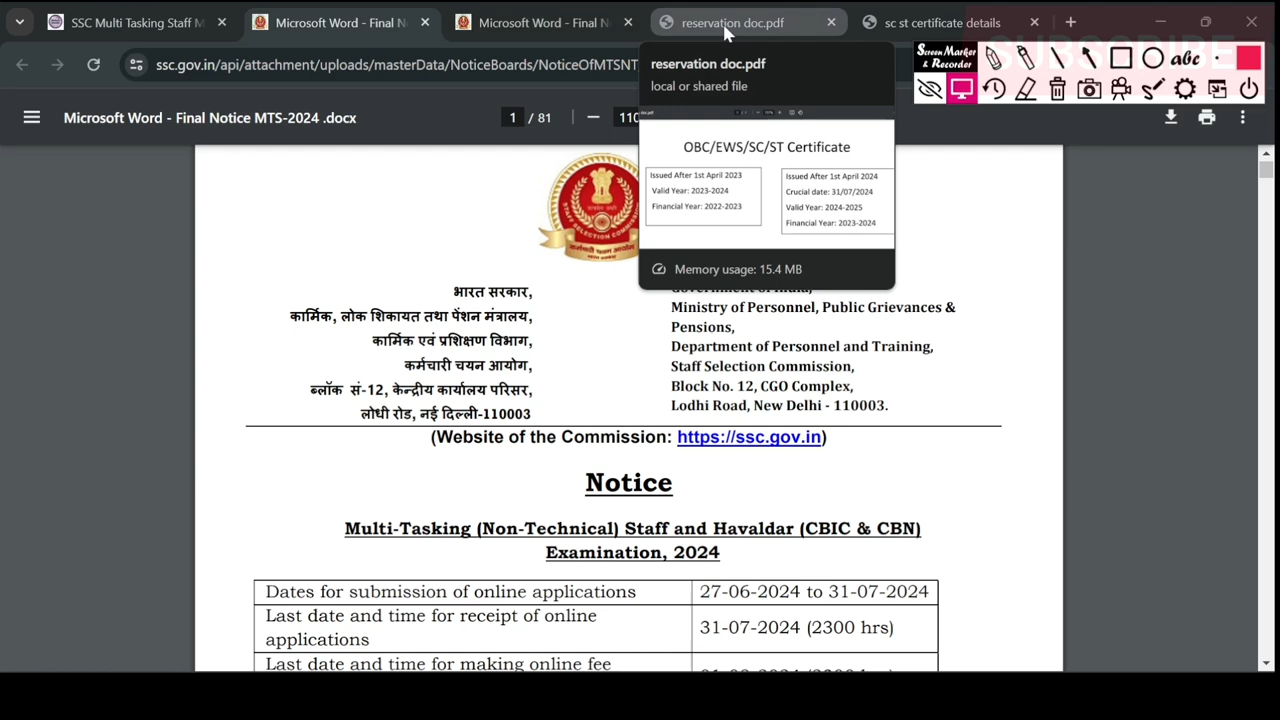 SSC Multi Tasking Staff M
Microsoft Word - Final No
Microsoft Word - Final N
reservation doc.pdf
sc st certificate details
SUBSCRIBE
ssc.gov.in/api/attachment/uploads/masterData/NoticeBoards/NoticeOfMTSNT
Screen Marker
& Recorder
abc
reservation doc.pdf
local or shared file
Microsoft Word - Final Notice MTS-2024 .docx
1 / 81
110
OBC/EWS/SC/ST Certificate
Issued After 1st April 2023
Valid Year: 2023-2024
Financial Year: 2022-2023
Issued After 1st April 2024
Crucial date: 31/07/2024
Valid Year: 2024-2025
Financial Year: 2023-2024
Memory usage: 15.4 MB
STAFF SELECTION COMMISSION
भारत सरकार,
कार्मिक, लोक शिकायत तथा पेंशन मंत्रालय,
कार्मिक एवं प्रशिक्षण विभाग,
कर्मचारी चयन आयोग,
ब्लॉक सं-12, केन्द्रीय कार्यालय परिसर,
लोधी रोड, नई दिल्ली-110003
Government of India,
Ministry of Personnel, Public Grievances &
Pensions,
Department of Personnel and Training,
Staff Selection Commission,
Block No. 12, CGO Complex,
Lodhi Road, New Delhi - 110003.
(Website of the Commission: https://ssc.gov.in)
Notice
Multi-Tasking (Non-Technical) Staff and Havaldar (CBIC & CBN)
Examination, 2024
Dates for submission of online applications
27-06-2024 to 31-07-2024
Last date and time for receipt of online
applications
31-07-2024 (2300 hrs)
Last date and time for making online fee